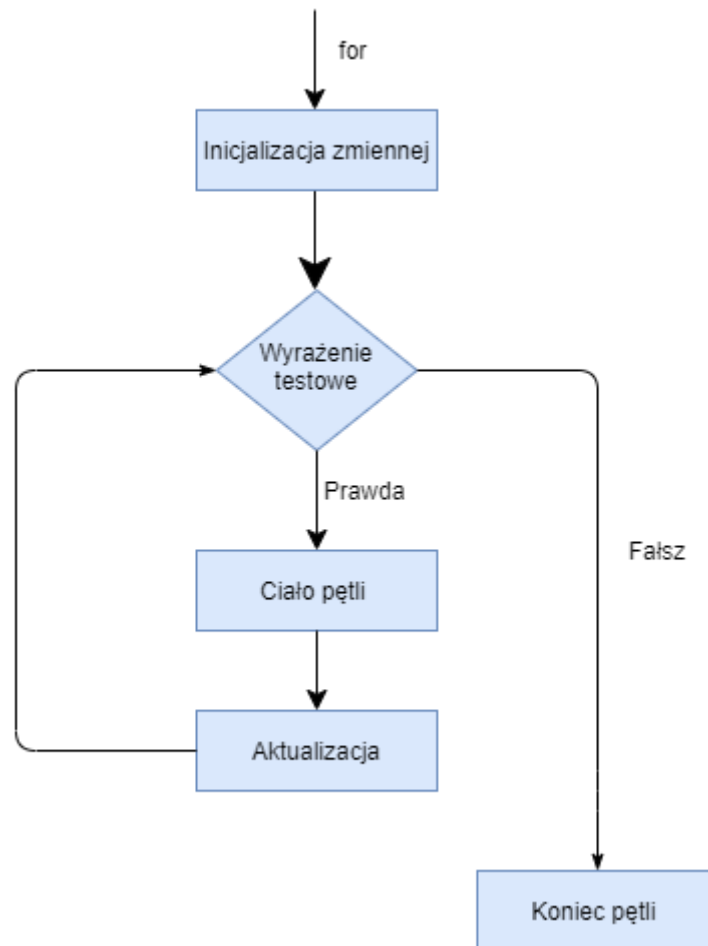 for
Inicjalizacja zmiennej
Wyrażenie
testowe
Prawda
Fałsz
Ciało pętli
Aktualizacja
Koniec pętli